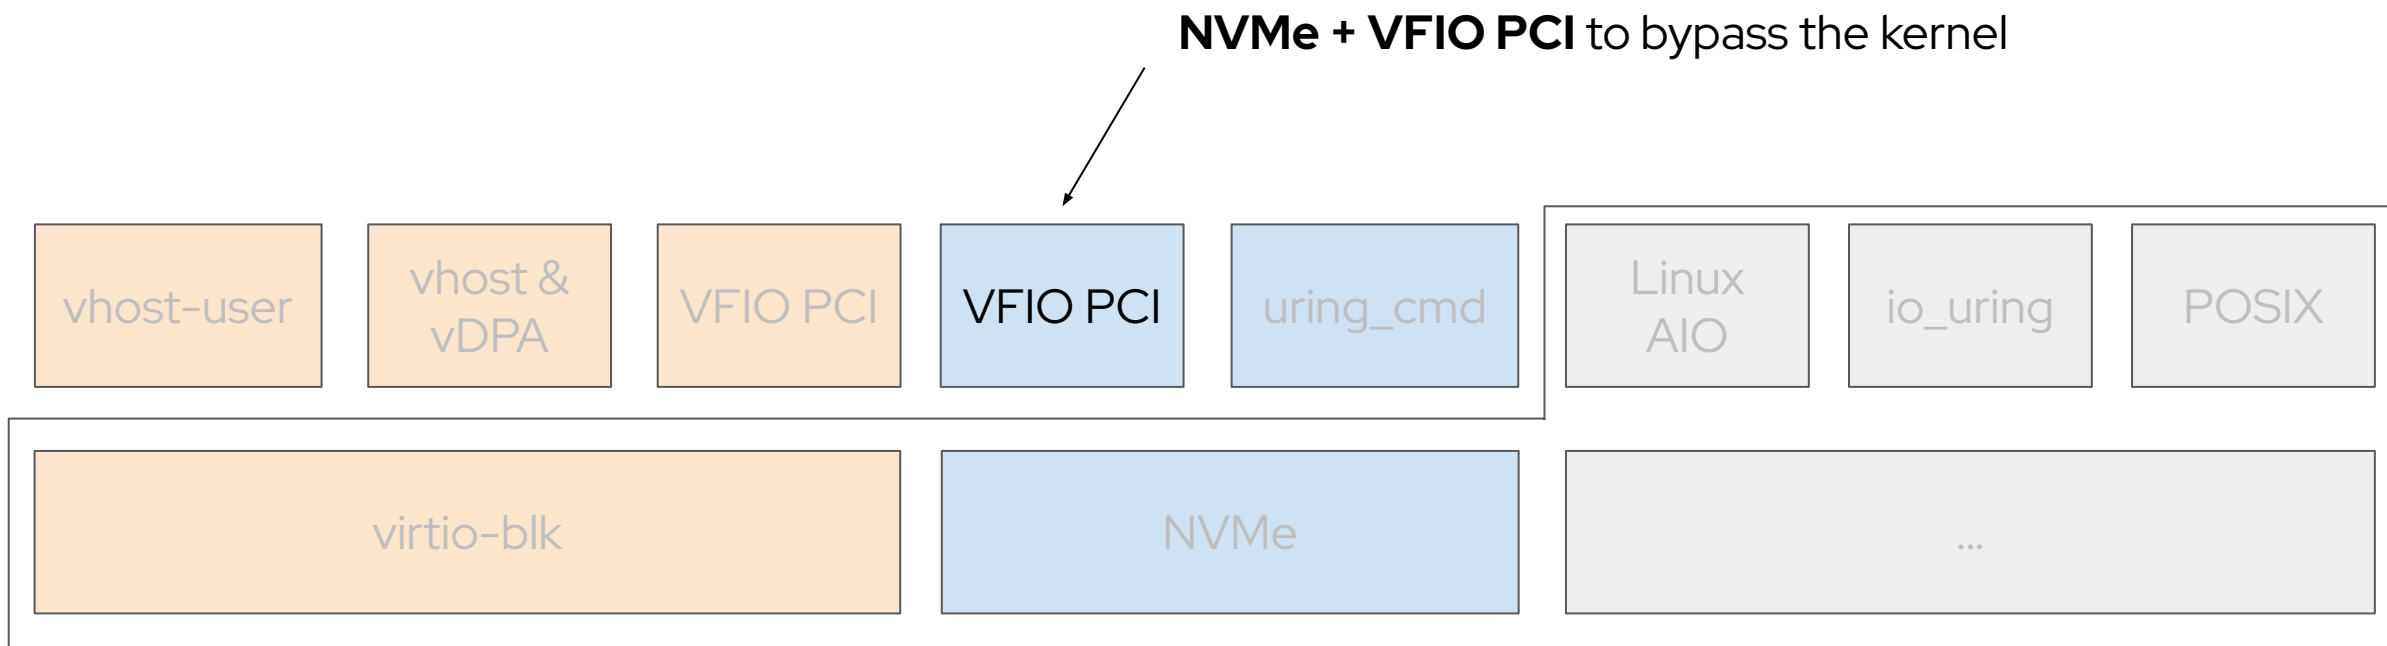 NVMe + VFIO PCI to bypass the kernel
vhost-user
vhost &
vDPA
VFIO PCI
VFIO PCI
uring_cmd
Linux
AIO
io_uring
POSIX
virtio-blk
NVMe
...